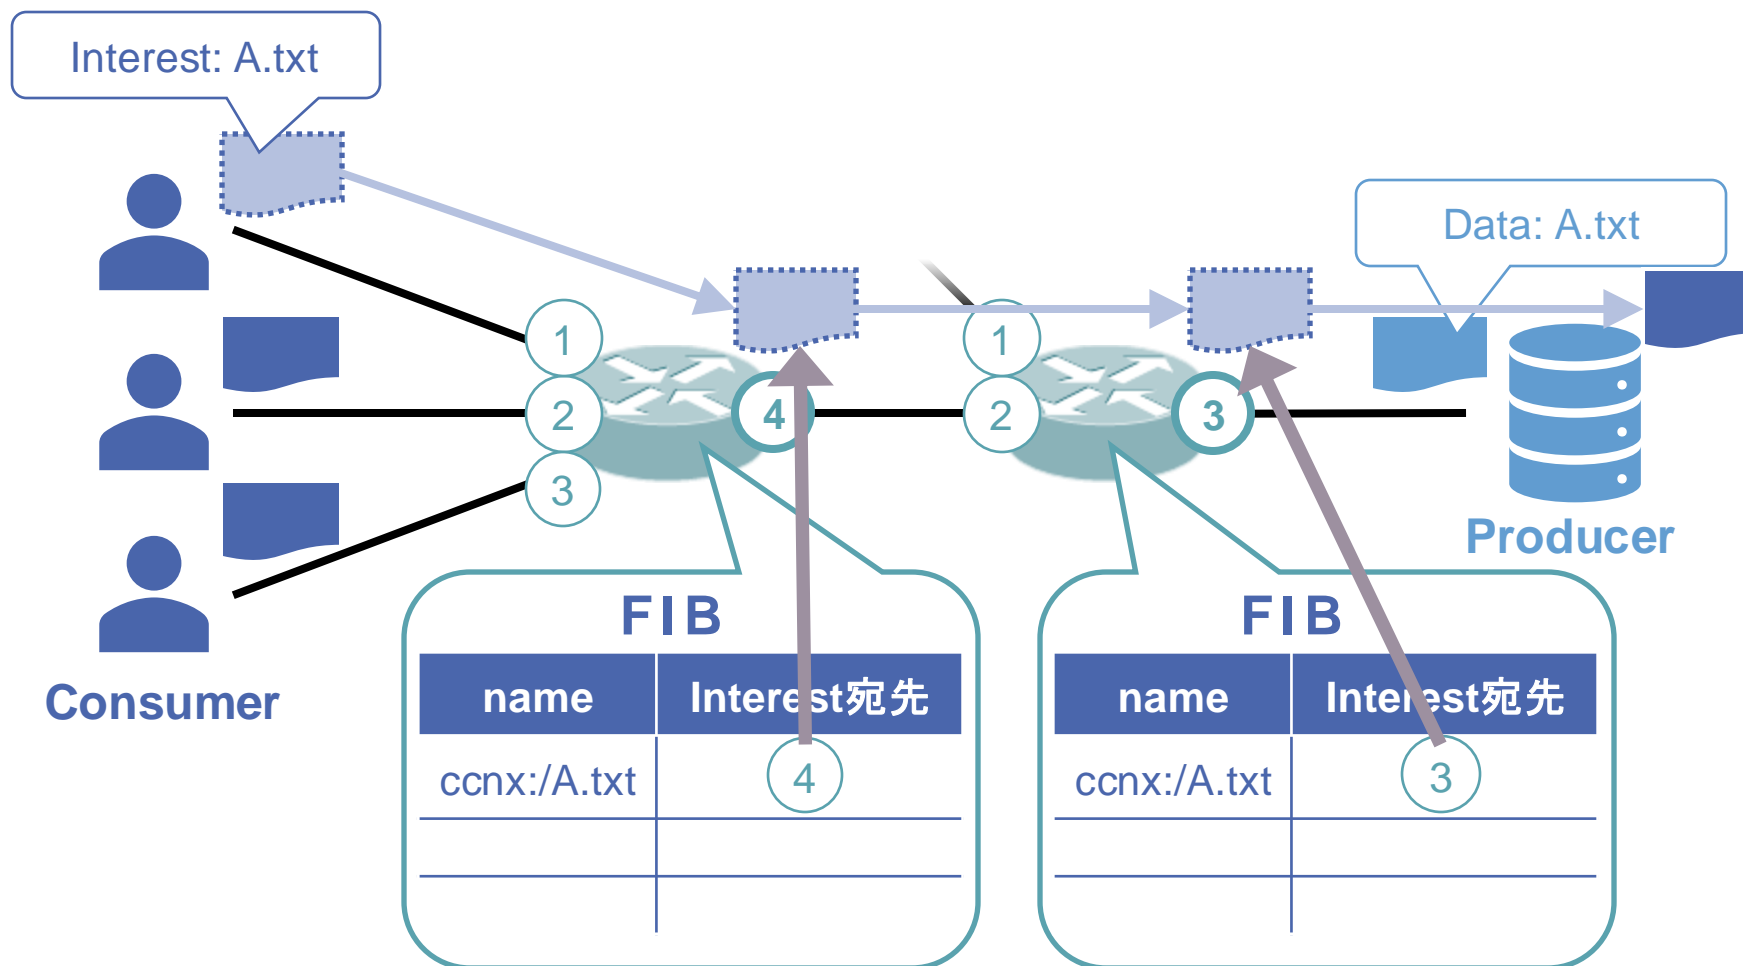 Interest: A.txt
Data: A.txt
1
2
3
4
1
2
3
Producer
Consumer
FIB
name Interest宛先
ccnx:/A.txt 4
FIB
name Interest宛先
ccnx:/A.txt 3